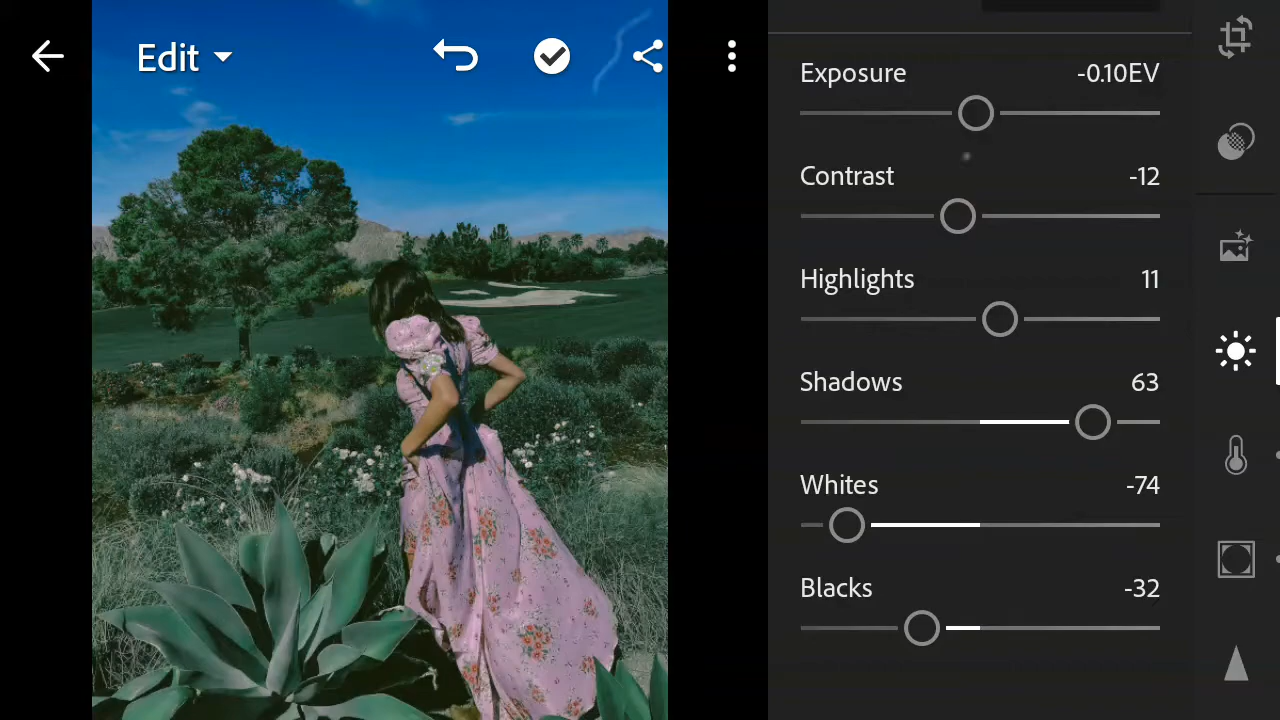 Edit
Exposure -0.10EV
Contrast -12
Highlights 11
Shadows 63
Whites -74
Blacks -32